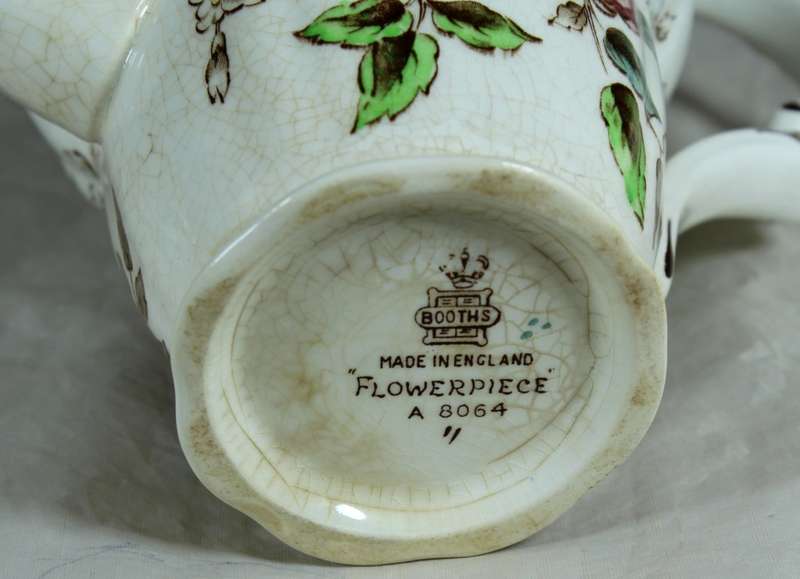 BOOTHS
MADE IN ENGLAND
"FLOWERPIECE"
A 8064